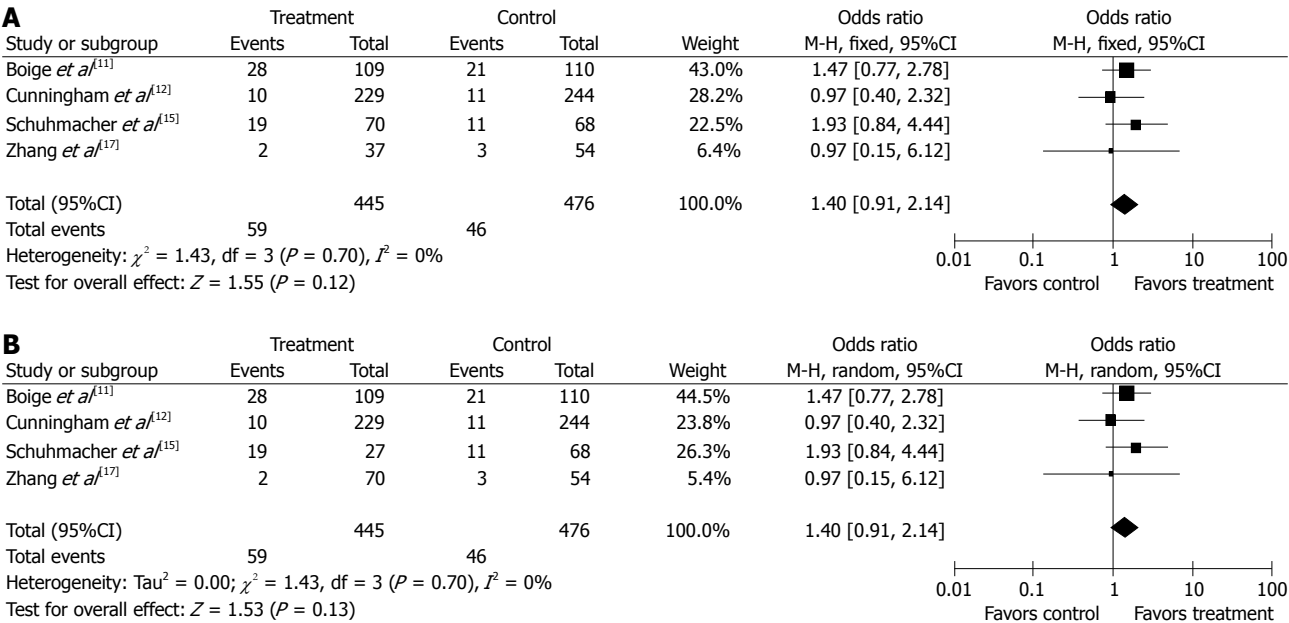 A
Treatment Control Odds ratio Odds ratio
Study or subgroup Events Total Events Total Weight M-H, fixed, 95%CI M-H, fixed, 95%CI
Boige et al[11] 28 109 21 110 43.0% 1.47 [0.77, 2.78]
Cunningham et al[12] 10 229 11 244 28.2% 0.97 [0.40, 2.32]
Schuhmacher et al[15] 19 70 11 68 22.5% 1.93 [0.84, 4.44]
Zhang et al[17] 2 37 3 54 6.4% 0.97 [0.15, 6.12]
Total (95%CI) 445 476 100.0% 1.40 [0.91, 2.14]
Total events 59 46
Heterogeneity: χ² = 1.43, df = 3 (P = 0.70), I² = 0%
Test for overall effect: Z = 1.55 (P = 0.12)
0.01 0.1 1 10 100
Favors control Favors treatment
B
Treatment Control Odds ratio Odds ratio
Study or subgroup Events Total Events Total Weight M-H, random, 95%CI M-H, random, 95%CI
Boige et al[11] 28 109 21 110 44.5% 1.47 [0.77, 2.78]
Cunningham et al[12] 10 229 11 244 23.8% 0.97 [0.40, 2.32]
Schuhmacher et al[15] 19 27 11 68 26.3% 1.93 [0.84, 4.44]
Zhang et al[17] 2 70 3 54 5.4% 0.97 [0.15, 6.12]
Total (95%CI) 445 476 100.0% 1.40 [0.91, 2.14]
Total events 59 46
Heterogeneity: Tau² = 0.00; χ² = 1.43, df = 3 (P = 0.70), I² = 0%
Test for overall effect: Z = 1.53 (P = 0.13)
0.01 0.1 1 10 100
Favors control Favors treatment